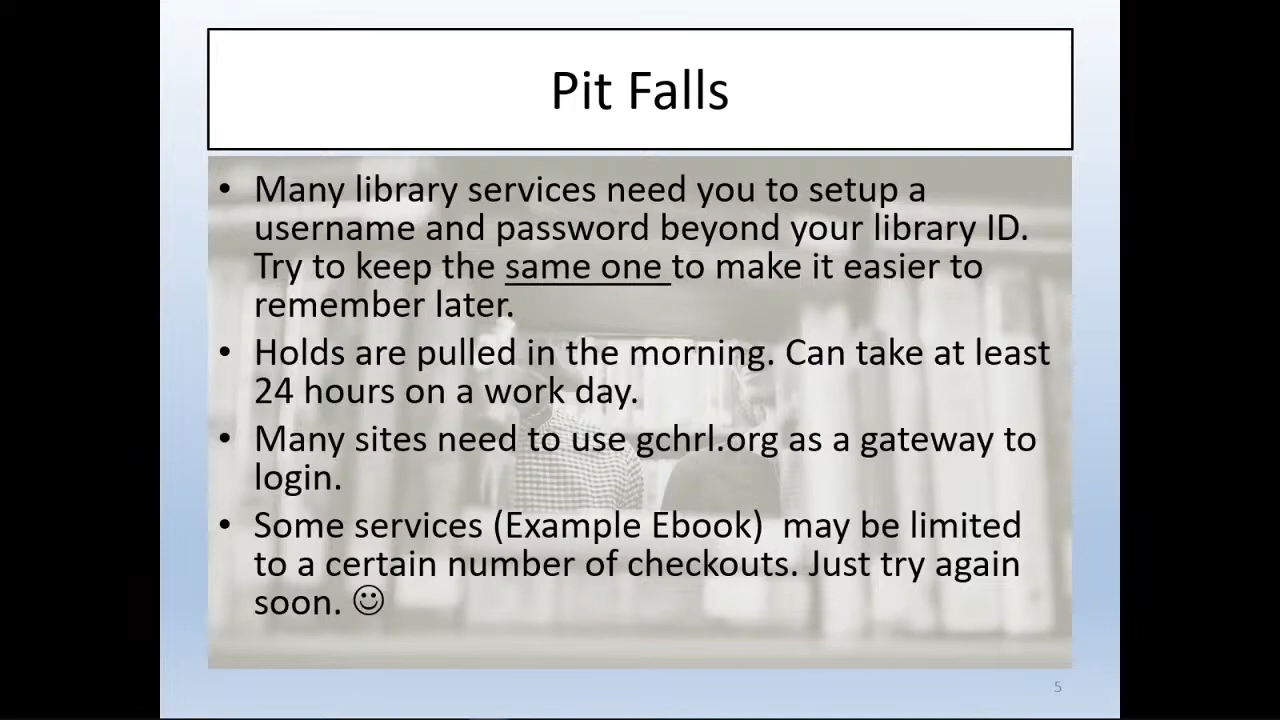 Pit Falls
• Many library services need you to setup a
username and password beyond your library ID.
Try to keep the same one to make it easier to
remember later.
• Holds are pulled in the morning. Can take at least
24 hours on a work day.
• Many sites need to use gchrl.org as a gateway to
login.
• Some services (Example Ebook)  may be limited
to a certain number of checkouts. Just try again
soon. ☺
5